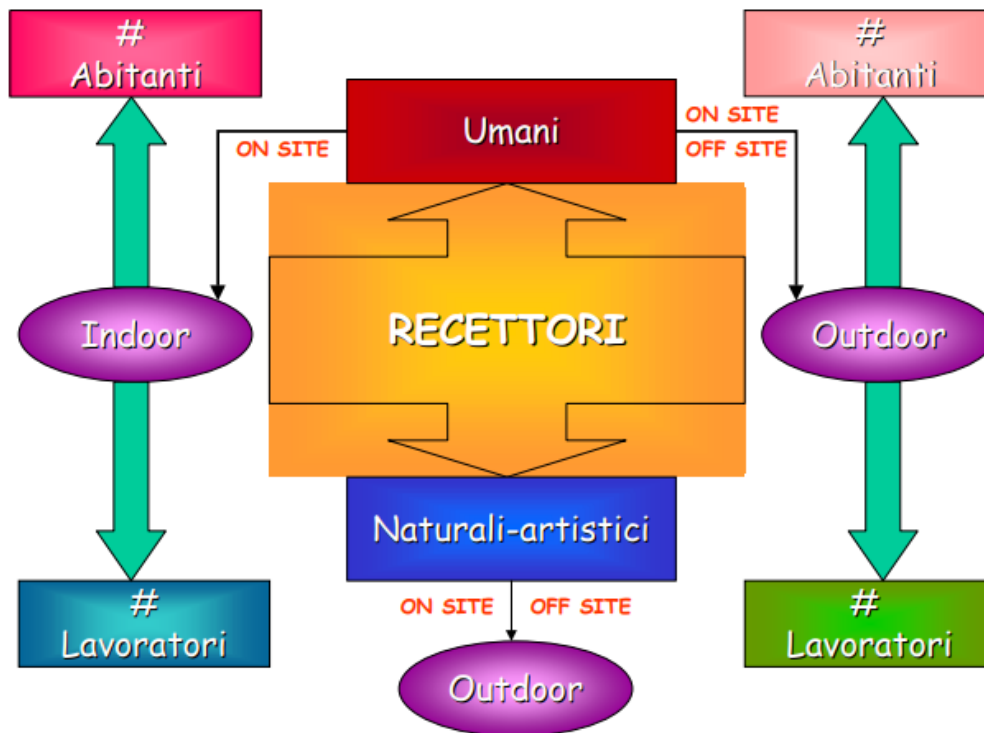 #
Abitanti
#
Abitanti
Umani
ON SITE
ON SITE
OFF SITE
Indoor
RECETTORI
Outdoor
Naturali-artistici
#
Lavoratori
ON SITE
OFF SITE
#
Lavoratori
Outdoor